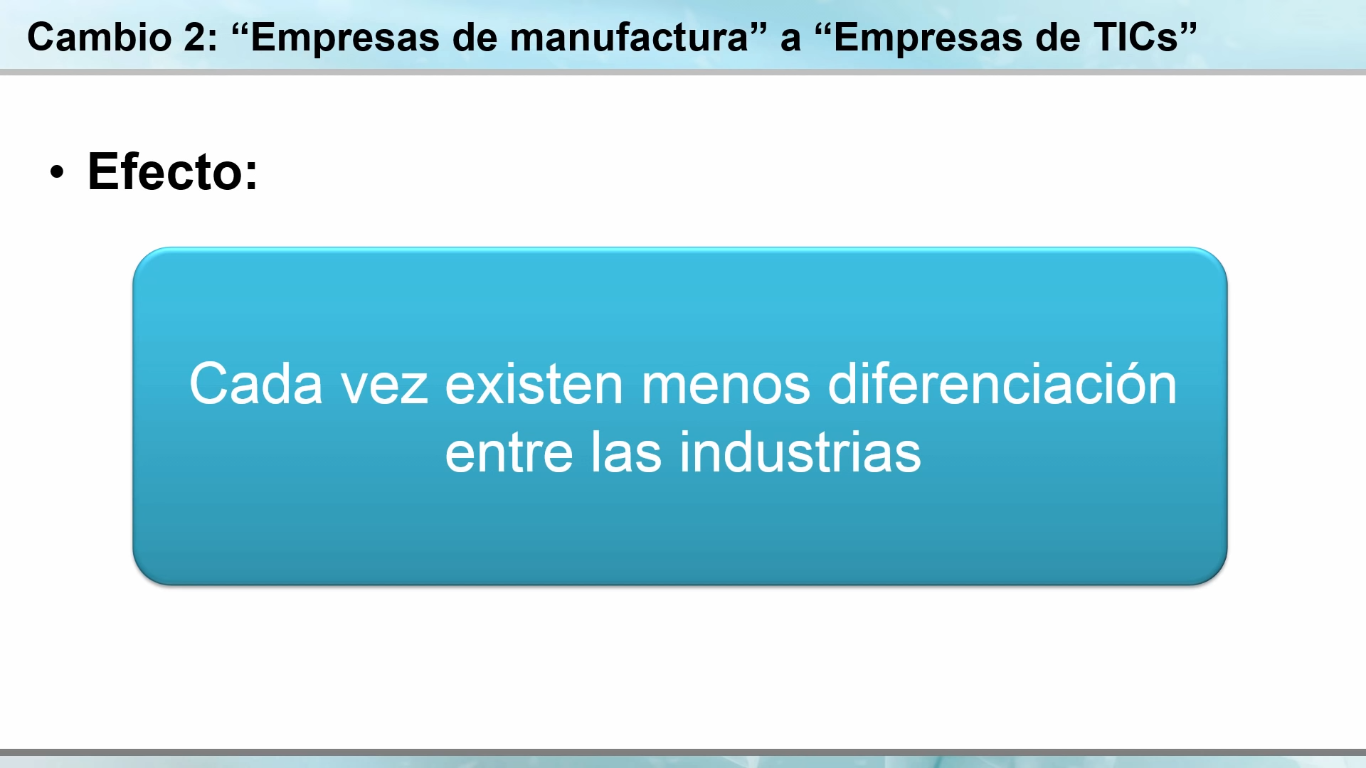 Cambio 2: “Empresas de manufactura” a “Empresas de TICs”
• Efecto:
Cada vez existen menos diferenciación
entre las industrias